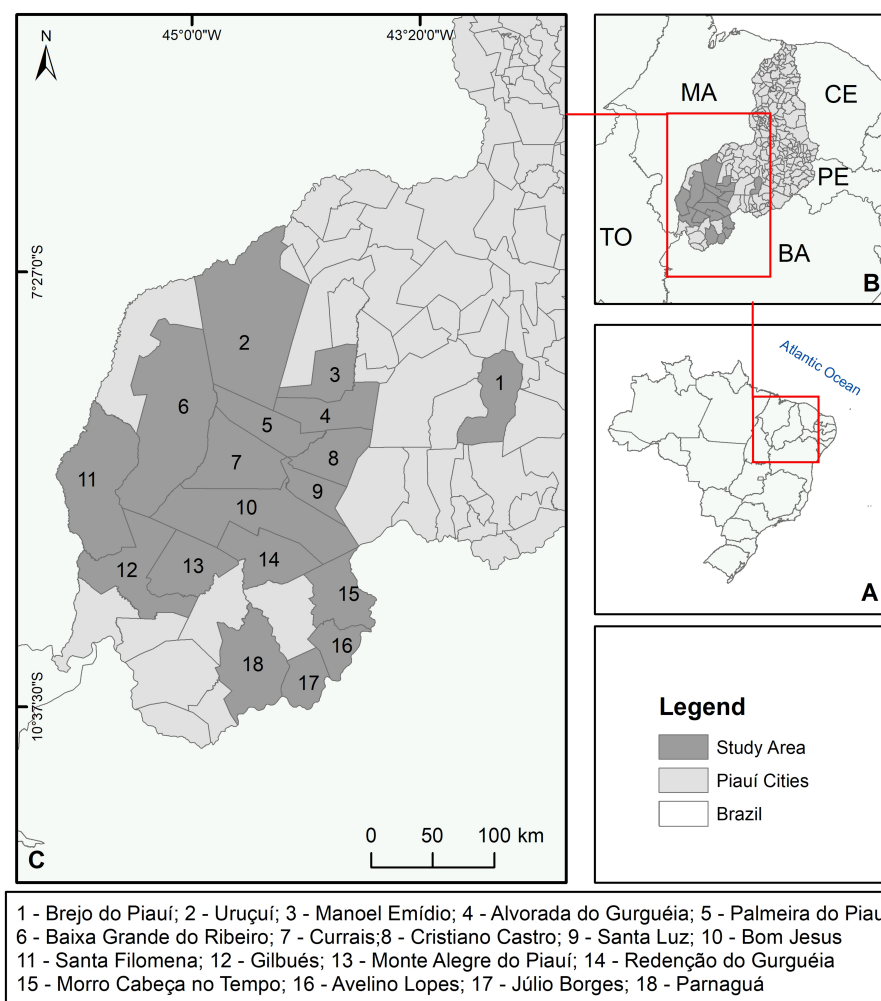 45°0'0"W 43°20'0"W
N
7°27'0"S
10°37'30"S
1
2
3
4
5
6
7
8
9
10
11
12
13
14
15
16
17
18
0 50 100 km
C
MA
CE
PE
TO
BA
B
Atlantic Ocean
A
Legend
Study Area
Piauí Cities
Brazil
1 - Brejo do Piauí; 2 - Uruçuí; 3 - Manoel Emídio; 4 - Alvorada do Gurguéia; 5 - Palmeira do Piau
6 - Baixa Grande do Ribeiro; 7 - Currais;8 - Cristiano Castro; 9 - Santa Luz; 10 - Bom Jesus
11 - Santa Filomena; 12 - Gilbués; 13 - Monte Alegre do Piauí; 14 - Redenção do Gurguéia
15 - Morro Cabeça no Tempo; 16 - Avelino Lopes; 17 - Júlio Borges; 18 - Parnaguá